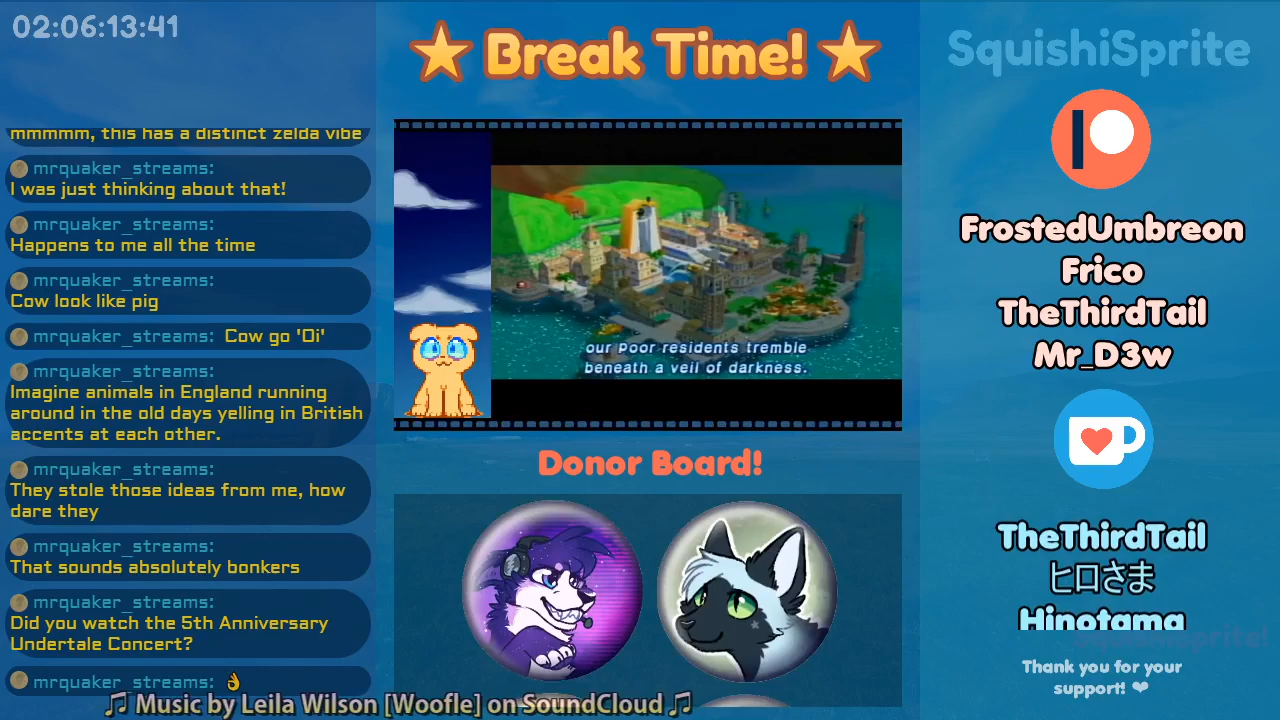 02:06:13:41
mmmmm, this has a distinct zelda vibe
mrquaker_streams:
I was just thinking about that!
mrquaker_streams:
Happens to me all the time
mrquaker_streams:
Cow look like pig
mrquaker_streams: Cow go 'Oi'
mrquaker_streams:
Imagine animals in England running
around in the old days yelling in British
accents at each other.
mrquaker_streams:
They stole those ideas from me, how
dare they
mrquaker_streams:
That sounds absolutely bonkers
mrquaker_streams:
Did you watch the 5th Anniversary
Undertale Concert?
mrquaker_streams: 👌
♫ Music by Leila Wilson [Woofle] on SoundCloud ♫
★ Break Time! ★
our poor residents tremble
beneath a veil of darkness.
Donor Board!
SquishiSprite
FrostedUmbreon
Frico
TheThirdTail
Mr_D3w
TheThirdTail
ヒロさま
Hinotama
SquishiSprite!
Thank you for your
support! ❤